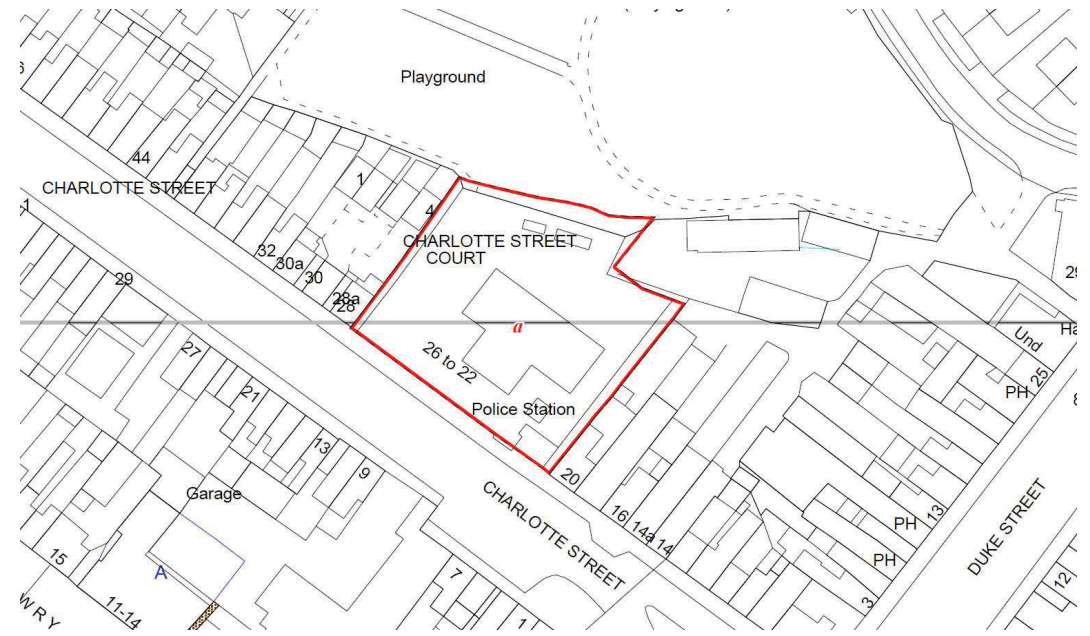 Playground
44
CHARLOTTE STREET
1
4
CHARLOTTE STREET
COURT
32
30a
30
28a
28
29
a
26 to 22
Police Station
27
21
13
9
Garage
20
16
14a
14
CHARLOTTE STREET
Und
PH
25
PH
13
PH
3
DUKE STREET
12
15
A
11-14
W R Y
7
1